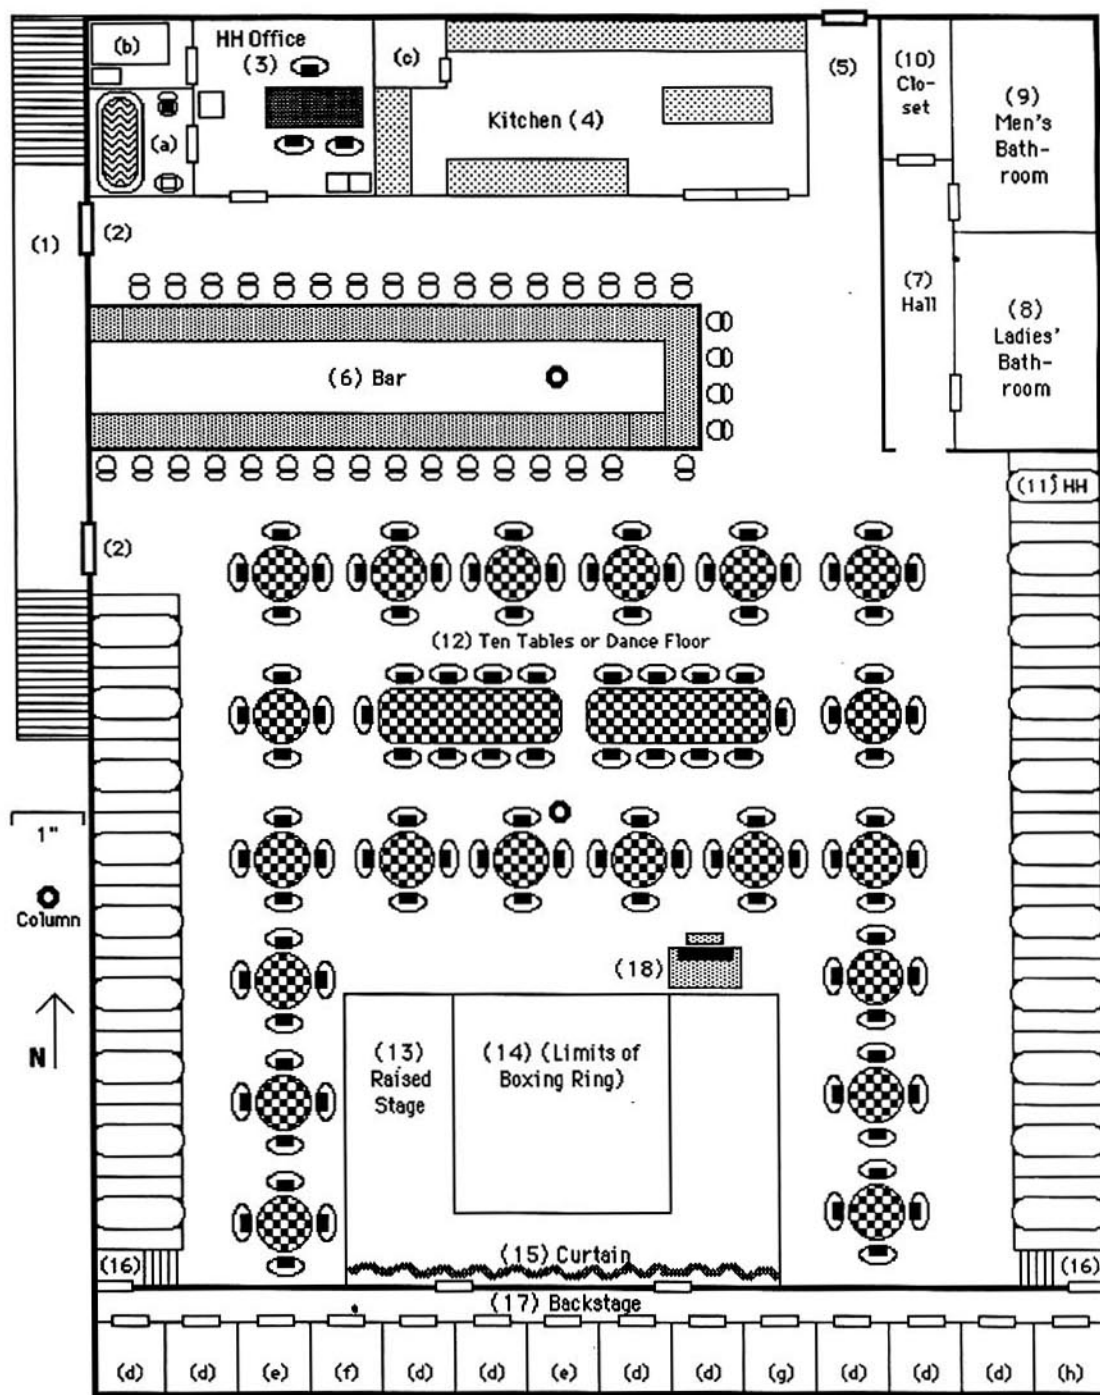 (b)
HH Office
(3)
(c)
(5)
(10)
Clo-
set
(9)
Men's
Bath-
room
Kitchen (4)
(a)
(1)
(2)
(7)
Hall
(8)
Ladies'
Bath-
room
(6) Bar
(11) HH
(2)
(12) Ten Tables or Dance Floor
1"
Column
N
(18)
(13)
Raised
Stage
(14) (Limits of
Boxing Ring)
(15) Curtain
(16)
(16)
(17) Backstage
(d) (d) (e) (f) (d) (d) (e) (d) (d) (g) (d) (d) (d) (h)